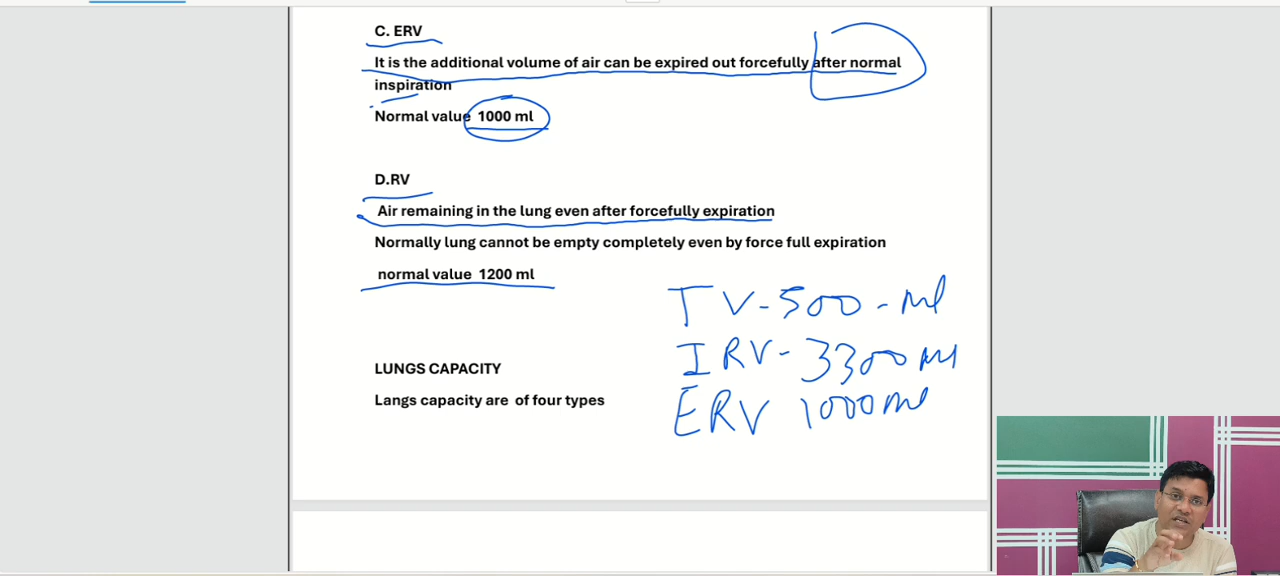 C. ERV
It is the additional volume of air can be expired out forcefully after normal
inspiration
Normal value 1000 ml
D.RV
Air remaining in the lung even after forcefully expiration
Normally lung cannot be empty completely even by force full expiration
normal value 1200 ml
TV-500-ml
IRV-3300 ml
ERV 1000 ml
LUNGS CAPACITY
Langs capacity are of four types